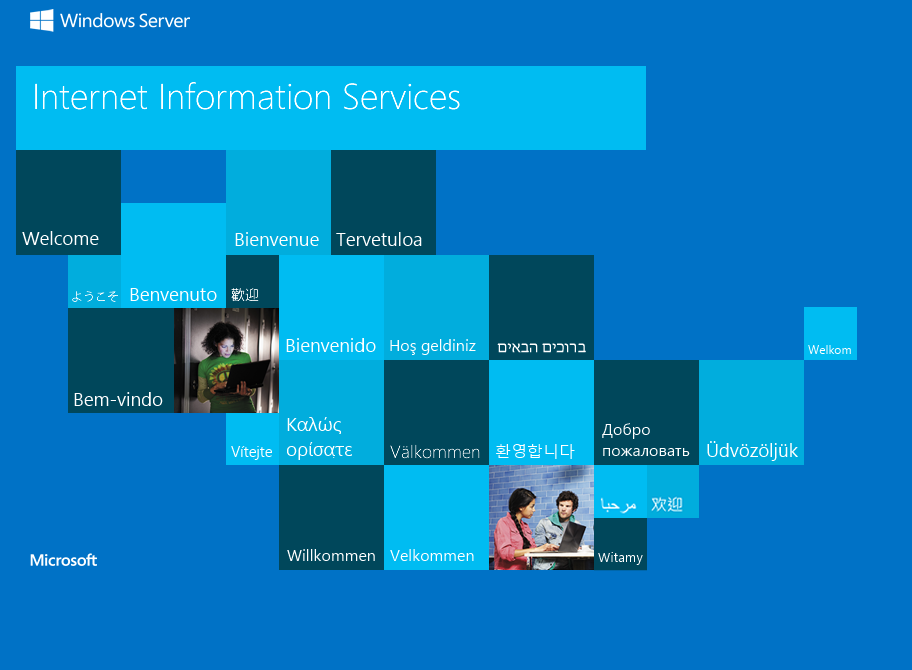 Windows Server
Internet Information Services
Welcome
Bienvenue
Tervetuloa
ようこそ
Benvenuto
歡迎
Bienvenido
Hoş geldiniz
ברוכים הבאים
Welkom
Bem-vindo
Vítejte
Καλώς
ορίσατε
Välkommen
환영합니다
Добро
пожаловать
Üdvözöljük
Willkommen
Velkommen
مرحبا
欢迎
Witamy
Microsoft